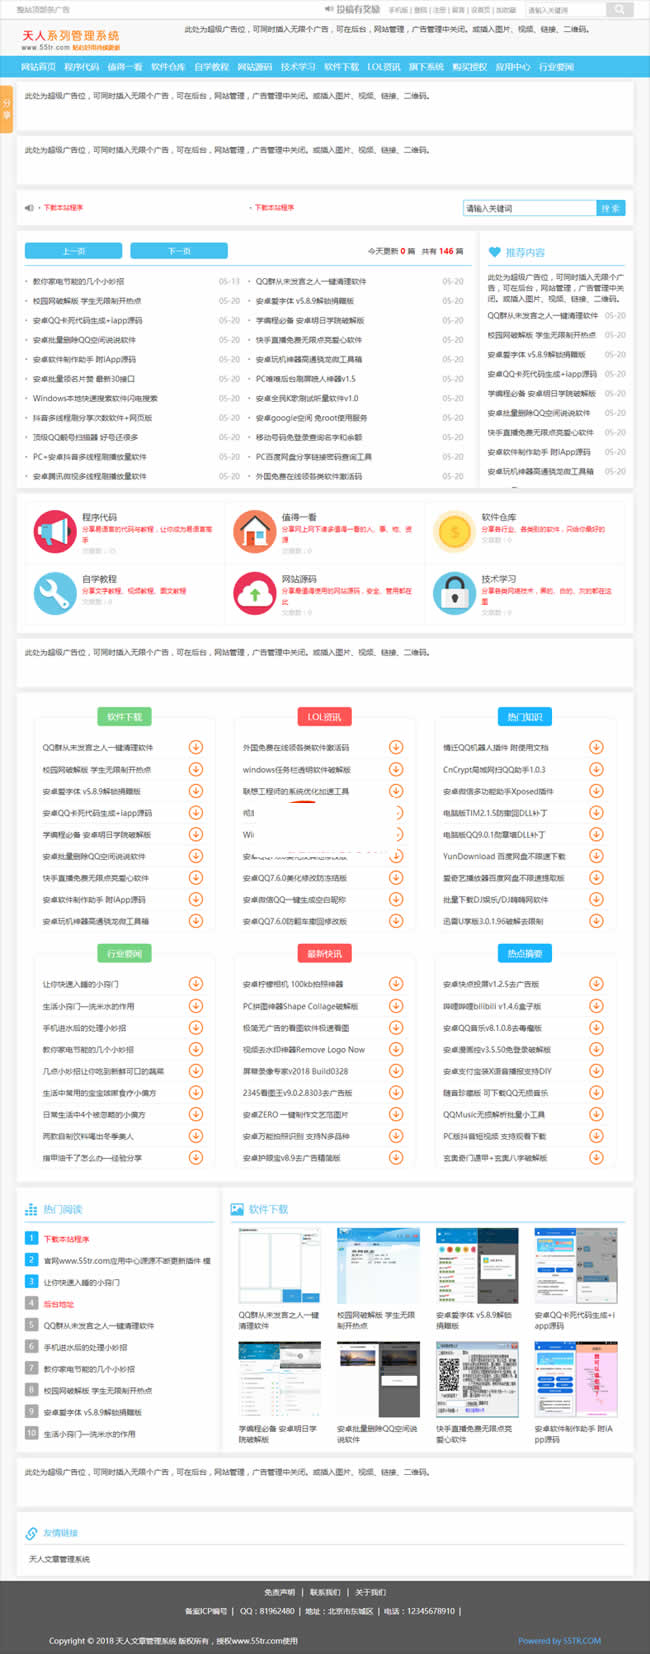 整站顶部条广告
投稿有奖励 手机版 | 登陆 | 注册 | 留言 | 设首页 | 加收藏 请输入关键词
天人系列管理系统
www.55tr.com
此处为超级广告位，可同时插入无限个广告，可在后台，网站管理，广告管理中关闭。或插入图片、视频、链接、二维码。
网站首页 程序代码 值得一看 软件仓库 自学教程 网站源码 技术学习 软件下载 LOL资讯 旗下系统 购买授权 应用中心 行业要闻
分享
此处为超级广告位，可同时插入无限个广告，可在后台，网站管理，广告管理中关闭。或插入图片、视频、链接、二维码。
此处为超级广告位，可同时插入无限个广告，可在后台，网站管理，广告管理中关闭。或插入图片、视频、链接、二维码。
• 下载本站程序 • 下载本站程序 请输入关键词 搜 索
上一页 下一页 今天更新 0 篇 共有 146 篇
• 教你家电节能的几个小妙招 05-13
• QQ群从未发言之人一键清理软件 05-20
• 校园网破解版 学生无限制开热点 05-20
• 安卓爱字体 v5.8.9解锁捐赠版 05-20
• 安卓QQ卡死代码生成+iapp源码 05-20
• 学编程必备 安卓明日学院破解版 05-20
• 安卓批量删除QQ空间说说软件 05-20
• 快手直播免费无限点亮爱心软件 05-20
• 安卓软件制作助手 附iApp源码 05-20
• 安卓玩机神器高通骁龙微工具箱 05-20
• 安卓批量领名片赞 最新30接口 05-20
• PC唯唯后台刷屏晓人神器v1.5 05-20
• Windows本地快速搜索软件闪电搜索 05-20
• 安卓全民K歌刷试听量软件v1.0 05-20
• 抖音多线程刷分享次数软件+网页版 05-20
• 安卓google空间 免root使用服务 05-20
• 顶级QQ靓号扫描器 好号还很多 05-20
• 移动号码免登录查询名字和余额 05-20
• PC+安卓抖音多线程刷播放量软件 05-20
• PC百度网盘分享链接密码查询工具 05-20
• 安卓腾讯微视多线程刷播放量软件 05-20
• 外国免费在线领各类软件激活码 05-20
推荐内容
此处为超级广告位，可同时插入无限个广告，可在后台，网站管理，广告管理中关闭。或插入图片、视频、链接、二维码。
QQ群从未发言之人一键清理软件 05-20
校园网破解版 学生无限制开热点 05-20
安卓爱字体 v5.8.9解锁捐赠版 05-20
安卓QQ卡死代码生成+iapp源码 05-20
学编程必备 安卓明日学院破解版 05-20
安卓批量删除QQ空间说说软件 05-20
快手直播免费无限点亮爱心软件 05-20
安卓软件制作助手 附iApp源码 05-20
安卓玩机神器高通骁龙微工具箱 05-20
程序代码
分享易语言的代码与教程，让你成为易语言高手
值得一看
分享网上网下诸多值得一看的人、事、物、资源
软件仓库
分享各行业、各类别的软件，只给你最好的
自学教程
分享文字教程、视频教程、图文教程
网站源码
分享最值得使用的网站源码，安全、管用都在此
技术学习
分享各类网络技术，黑的、白的、灰的都在这里
此处为超级广告位，可同时插入无限个广告，可在后台，网站管理，广告管理中关闭。或插入图片、视频、链接、二维码。
软件下载
QQ群从未发言之人一键清理软件
校园网破解版 学生无限制开热点
安卓爱字体 v5.8.9解锁捐赠版
安卓QQ卡死代码生成+iapp源码
学编程必备 安卓明日学院破解版
安卓批量删除QQ空间说说软件
快手直播免费无限点亮爱心软件
安卓软件制作助手 附iApp源码
安卓玩机神器高通骁龙微工具箱
LOL资讯
外国免费在线领各类软件激活码
windows任务栏透明软件破解版
联想工程师的系统优化加速工具
Wi
安卓QQ7.6.0美化修改防冻结版
安卓微信QQ一键生成空白昵称
安卓QQ7.6.0防翻车撤回修改版
热门知识
情迁QQ机器人插件 附使用文档
CnCrypt局域网扫QQ助手1.0.3
安卓微信多功能助手Xposed插件
电脑版TIM2.1.5防撤回DLL补丁
电脑版QQ9.0.1防窗塌DLL补丁
YunDownload 百度网盘不限速下载
爱奇艺播放器百度网盘不限速提取版
批量下载DJ娱乐/DJ嗨嗨网软件
迅雷U享版3.0.1.96破解去限制
行业要闻
让你快速入睡的小窍门
生活小窍门—洗米水的作用
手机进水后的处理小妙招
教你家电节能的几个小妙招
几点小妙招让你吃到新鲜可口的蔬菜
生活中常用的宝宝咳嗽食疗小偏方
日常生活中4个被忽略的小偏方
两款自制饮料喝出冬季美人
指甲油干了怎么办—经验分享
最新快讯
安卓柠檬相机 100kb拍照神器
PC拼图神器Shape Collage破解版
极简无广告的看图软件极速看图
视频去水印神器Remove Logo Now
屏幕录像专家v2018 Build0328
2345看图王v9.0.2.8303去广告版
安卓ZERO 一键制作文艺范图片
安卓万能拍照识别 支持N多品种
安卓护眼宝v8.9去广告精简版
热点摘要
安卓快点投屏v1.2.5去广告版
哔哩哔哩bilibili v1.4.6盒子版
安卓QQ音乐v8.1.0.8去毒瘤版
安卓漫画控v3.5.50免登录破解版
安卓支付宝装X语音播报支持DIY
随音珍藏版 可下载QQ无损音乐
QQMusic无损解析批量小工具
PC版抖音短视频 支持观看下载
玄奥奇门遁甲+玄奥八字破解版
热门阅读
1 下载本站程序
2 官网www.55tr.com应用中心源源不断更新插件 模
3 让你快速入睡的小窍门
4 后台地址
5 QQ群从未发言之人一键清理软件
6 手机进水后的处理小妙招
7 教你家电节能的几个小妙招
8 校园网破解版 学生无限制开热点
9 安卓爱字体 v5.8.9解锁捐赠版
10 生活小窍门—洗米水的作用
软件下载
QQ群从未发言之人一键清理软件
校园网破解版 学生无限制开热点
安卓爱字体 v5.8.9解锁捐赠版
安卓QQ卡死代码生成+iapp源码
学编程必备 安卓明日学院破解版
安卓批量删除QQ空间说说软件
快手直播免费无限点亮爱心软件
安卓软件制作助手 附iApp源码
此处为超级广告位，可同时插入无限个广告，可在后台，网站管理，广告管理中关闭。或插入图片、视频、链接、二维码。
友情链接
天人文章管理系统
免责声明 | 联系我们 | 关于我们
备案ICP编号 | QQ：81962480 | 地址：北京市东城区 | 电话：12345678910 |
Copyright © 2018 天人文章管理系统 版权所有，授权www.55tr.com使用
Powered by 55TR.COM